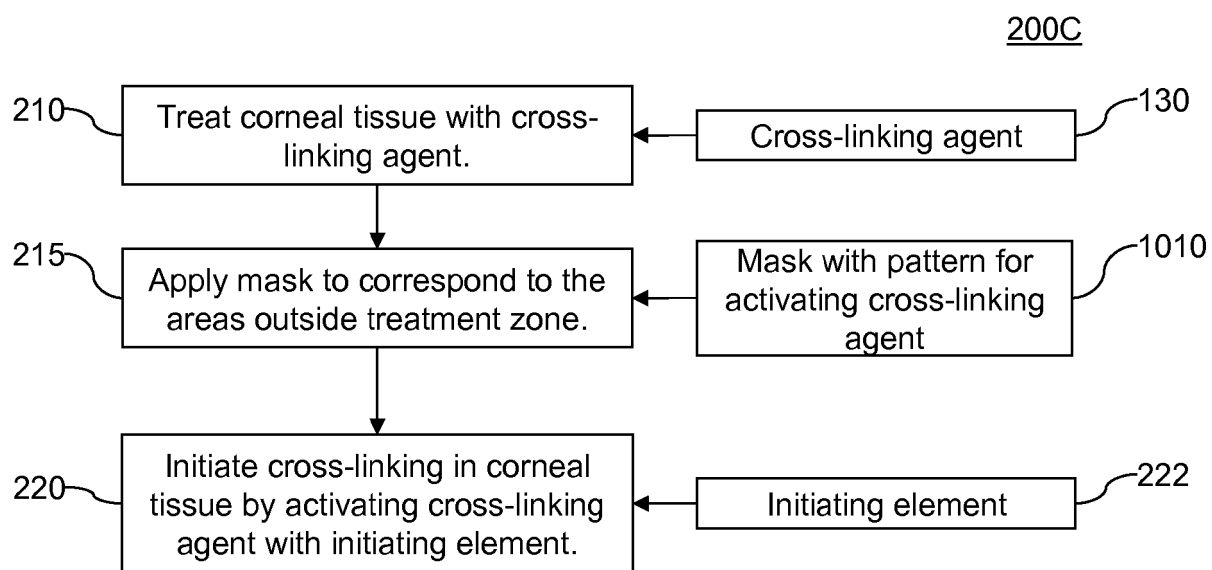 200C
210
Treat corneal tissue with cross-
linking agent.
Cross-linking agent
130
215
Apply mask to correspond to the
areas outside treatment zone.
Mask with pattern for
activating cross-linking
agent
1010
220
Initiate cross-linking in corneal
tissue by activating cross-linking
agent with initiating element.
Initiating element
222